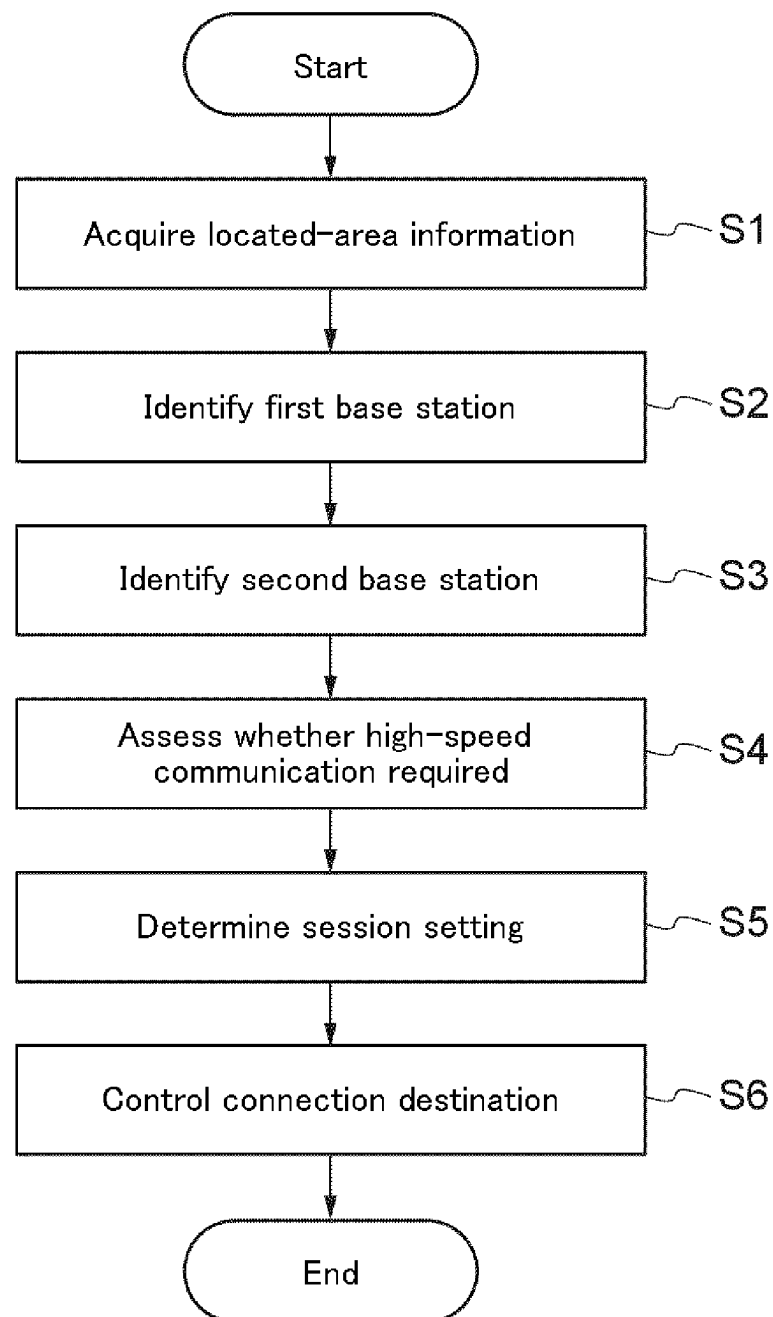 Start
Acquire located-area information
S1
Identify first base station
S2
Identify second base station
S3
Assess whether high-speed
communication required
S4
Determine session setting
S5
Control connection destination
S6
End